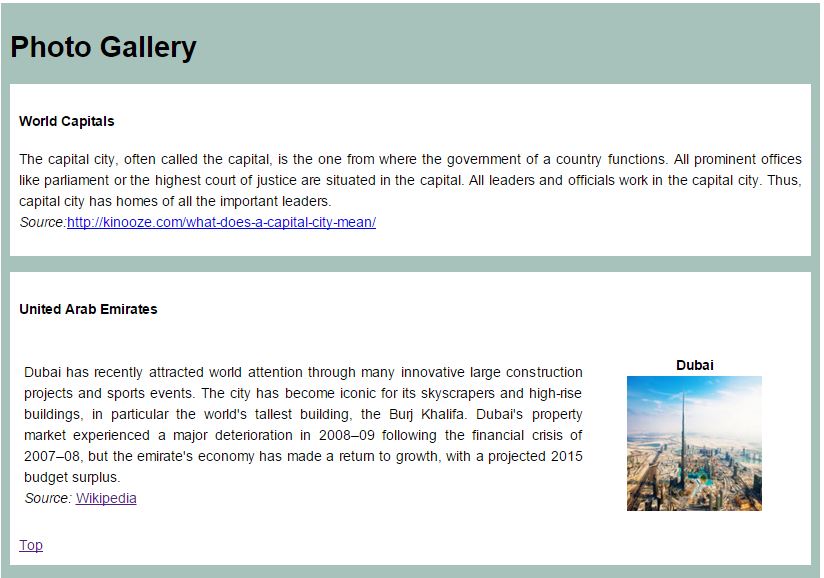 Photo Gallery
World Capitals
The capital city, often called the capital, is the one from where the government of a country functions. All prominent offices
like parliament or the highest court of justice are situated in the capital. All leaders and officials work in the capital city. Thus,
capital city has homes of all the important leaders.
Source:http://kinooze.com/what-does-a-capital-city-mean/
United Arab Emirates
Dubai has recently attracted world attention through many innovative large construction
projects and sports events. The city has become iconic for its skyscrapers and high-rise
buildings, in particular the world's tallest building, the Burj Khalifa. Dubai's property
market experienced a major deterioration in 2008–09 following the financial crisis of
2007–08, but the emirate's economy has made a return to growth, with a projected 2015
budget surplus.
Source: Wikipedia
Dubai
Top